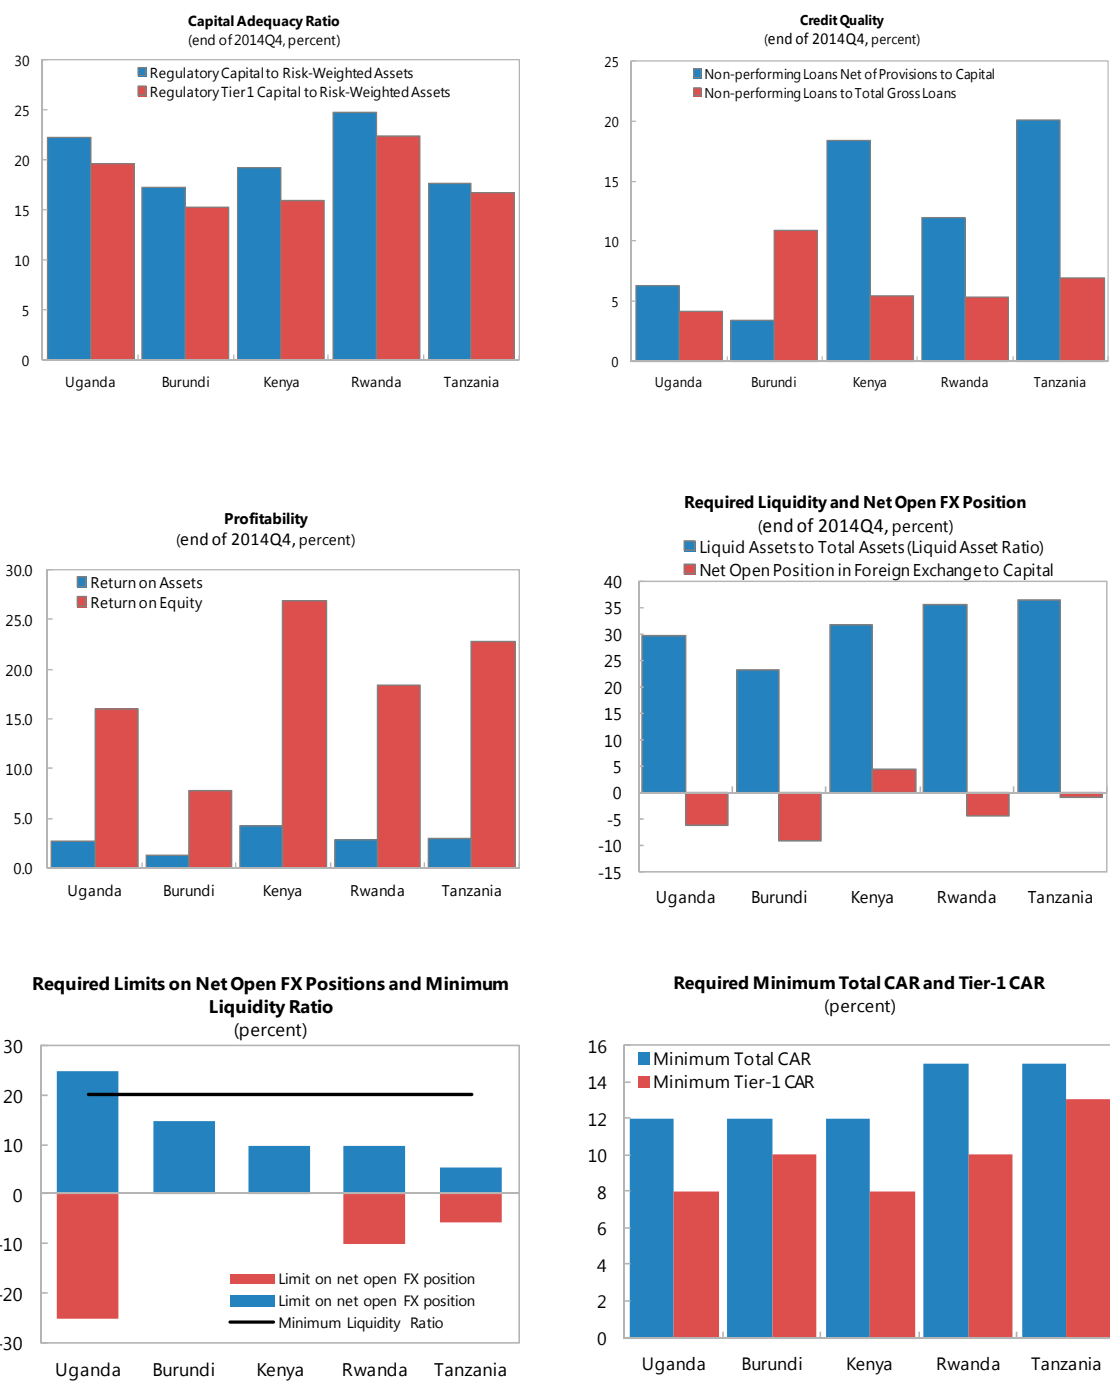 Capital Adequacy Ratio
(end of 2014Q4, percent)
30
25
20
15
10
5
0
Regulatory Capital to Risk-Weighted Assets
Regulatory Tier 1 Capital to Risk-Weighted Assets
Uganda Burundi Kenya Rwanda Tanzania
Credit Quality
(end of 2014Q4, percent)
25
20
15
10
5
0
Non-performing Loans Net of Provisions to Capital
Non-performing Loans to Total Gross Loans
Uganda Burundi Kenya Rwanda Tanzania
Profitability
(end of 2014Q4, percent)
30.0
25.0
20.0
15.0
10.0
5.0
0.0
Return on Assets
Return on Equity
Uganda Burundi Kenya Rwanda Tanzania
Required Liquidity and Net Open FX Position
(end of 2014Q4, percent)
Liquid Assets to Total Assets (Liquid Asset Ratio)
Net Open Position in Foreign Exchange to Capital
40
35
30
25
20
15
10
5
0
-5
-10
-15
Uganda Burundi Kenya Rwanda Tanzania
Required Limits on Net Open FX Positions and Minimum
Liquidity Ratio
(percent)
30
20
10
0
-10
-20
-30
Limit on net open FX position
Limit on net open FX position
Minimum Liquidity Ratio
Uganda Burundi Kenya Rwanda Tanzania
Required Minimum Total CAR and Tier-1 CAR
(percent)
16
14
12
10
8
6
4
2
0
Minimum Total CAR
Minimum Tier-1 CAR
Uganda Burundi Kenya Rwanda Tanzania